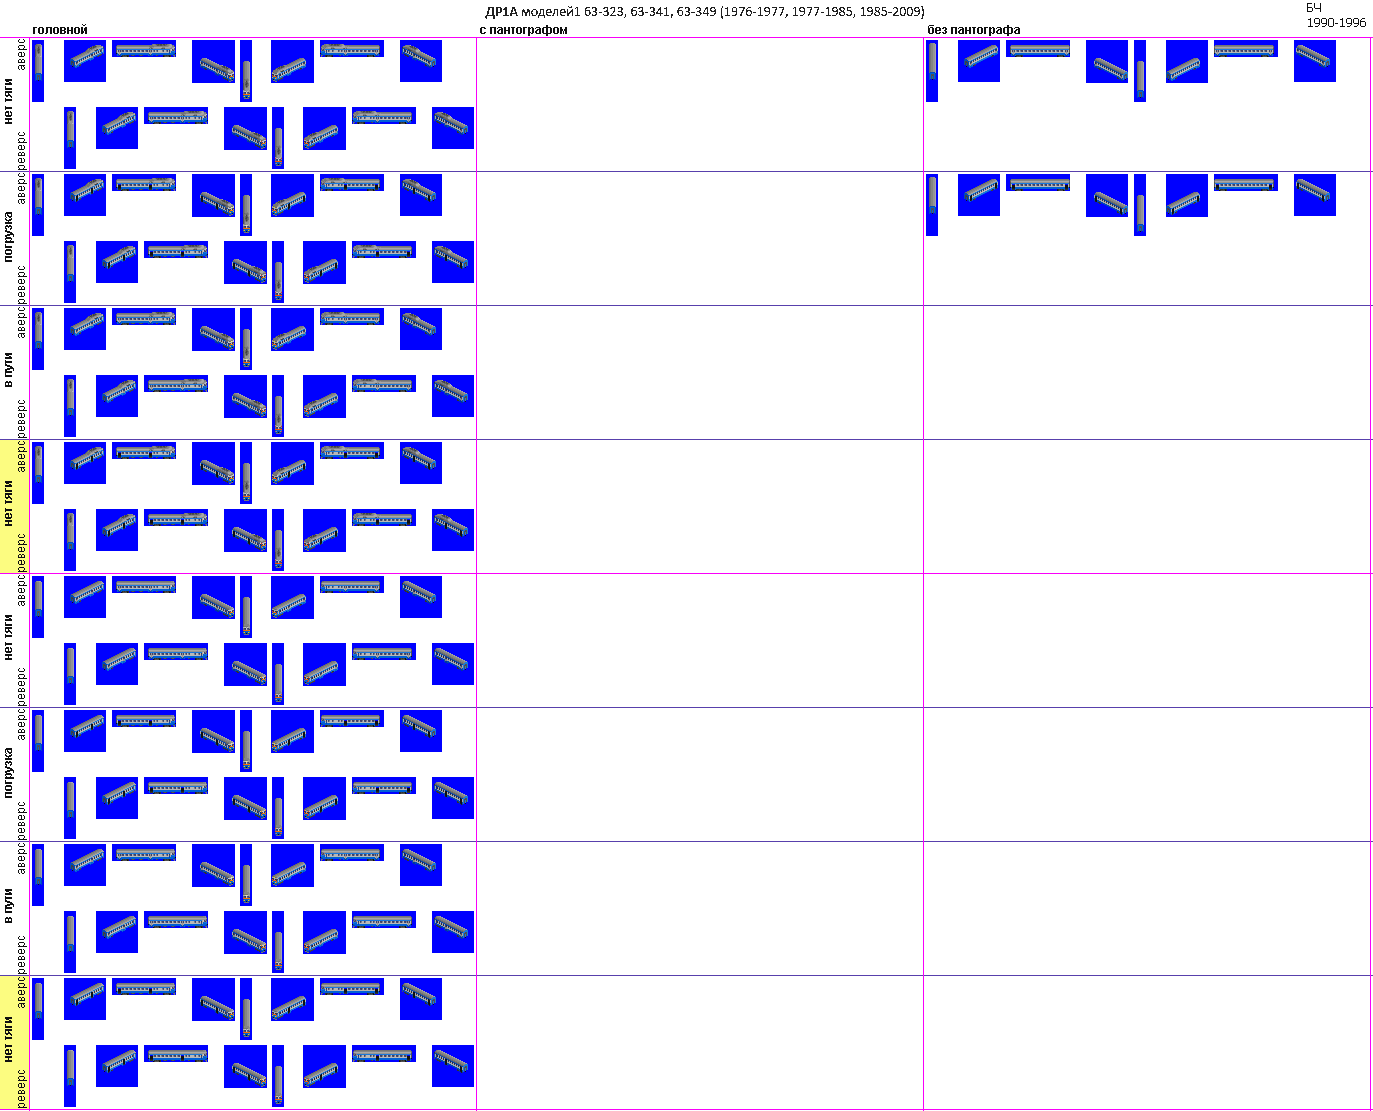 ДР1А моделей1 63-323, 63-341, 63-349 (1976-1977, 1977-1985, 1985-2009)
БЧ
1990-1996
головной
с пантографом
без пантографа
нет тяги
аверс
реверс
погрузка
аверс
реверс
в пути
аверс
реверс
нет тяги
аверс
реверс
нет тяги
аверс
реверс
погрузка
аверс
реверс
в пути
аверс
реверс
нет тяги
аверс
реверс